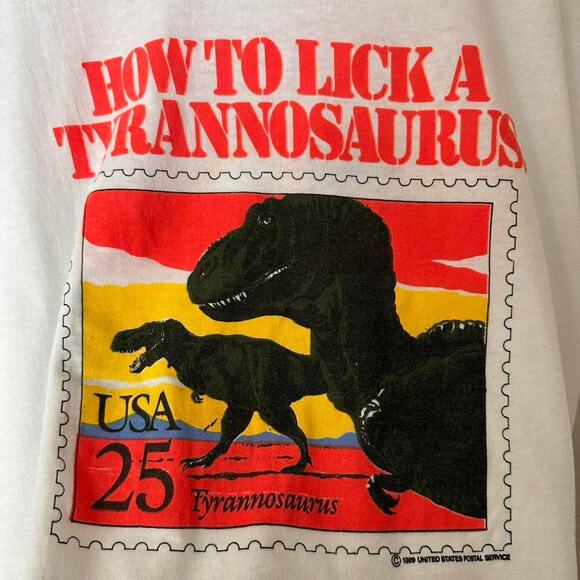 HOW TO LICK A
TYRANNOSAURUS.
USA
25
Tyrannosaurus
© 1989 UNITED STATES POSTAL SERVICE